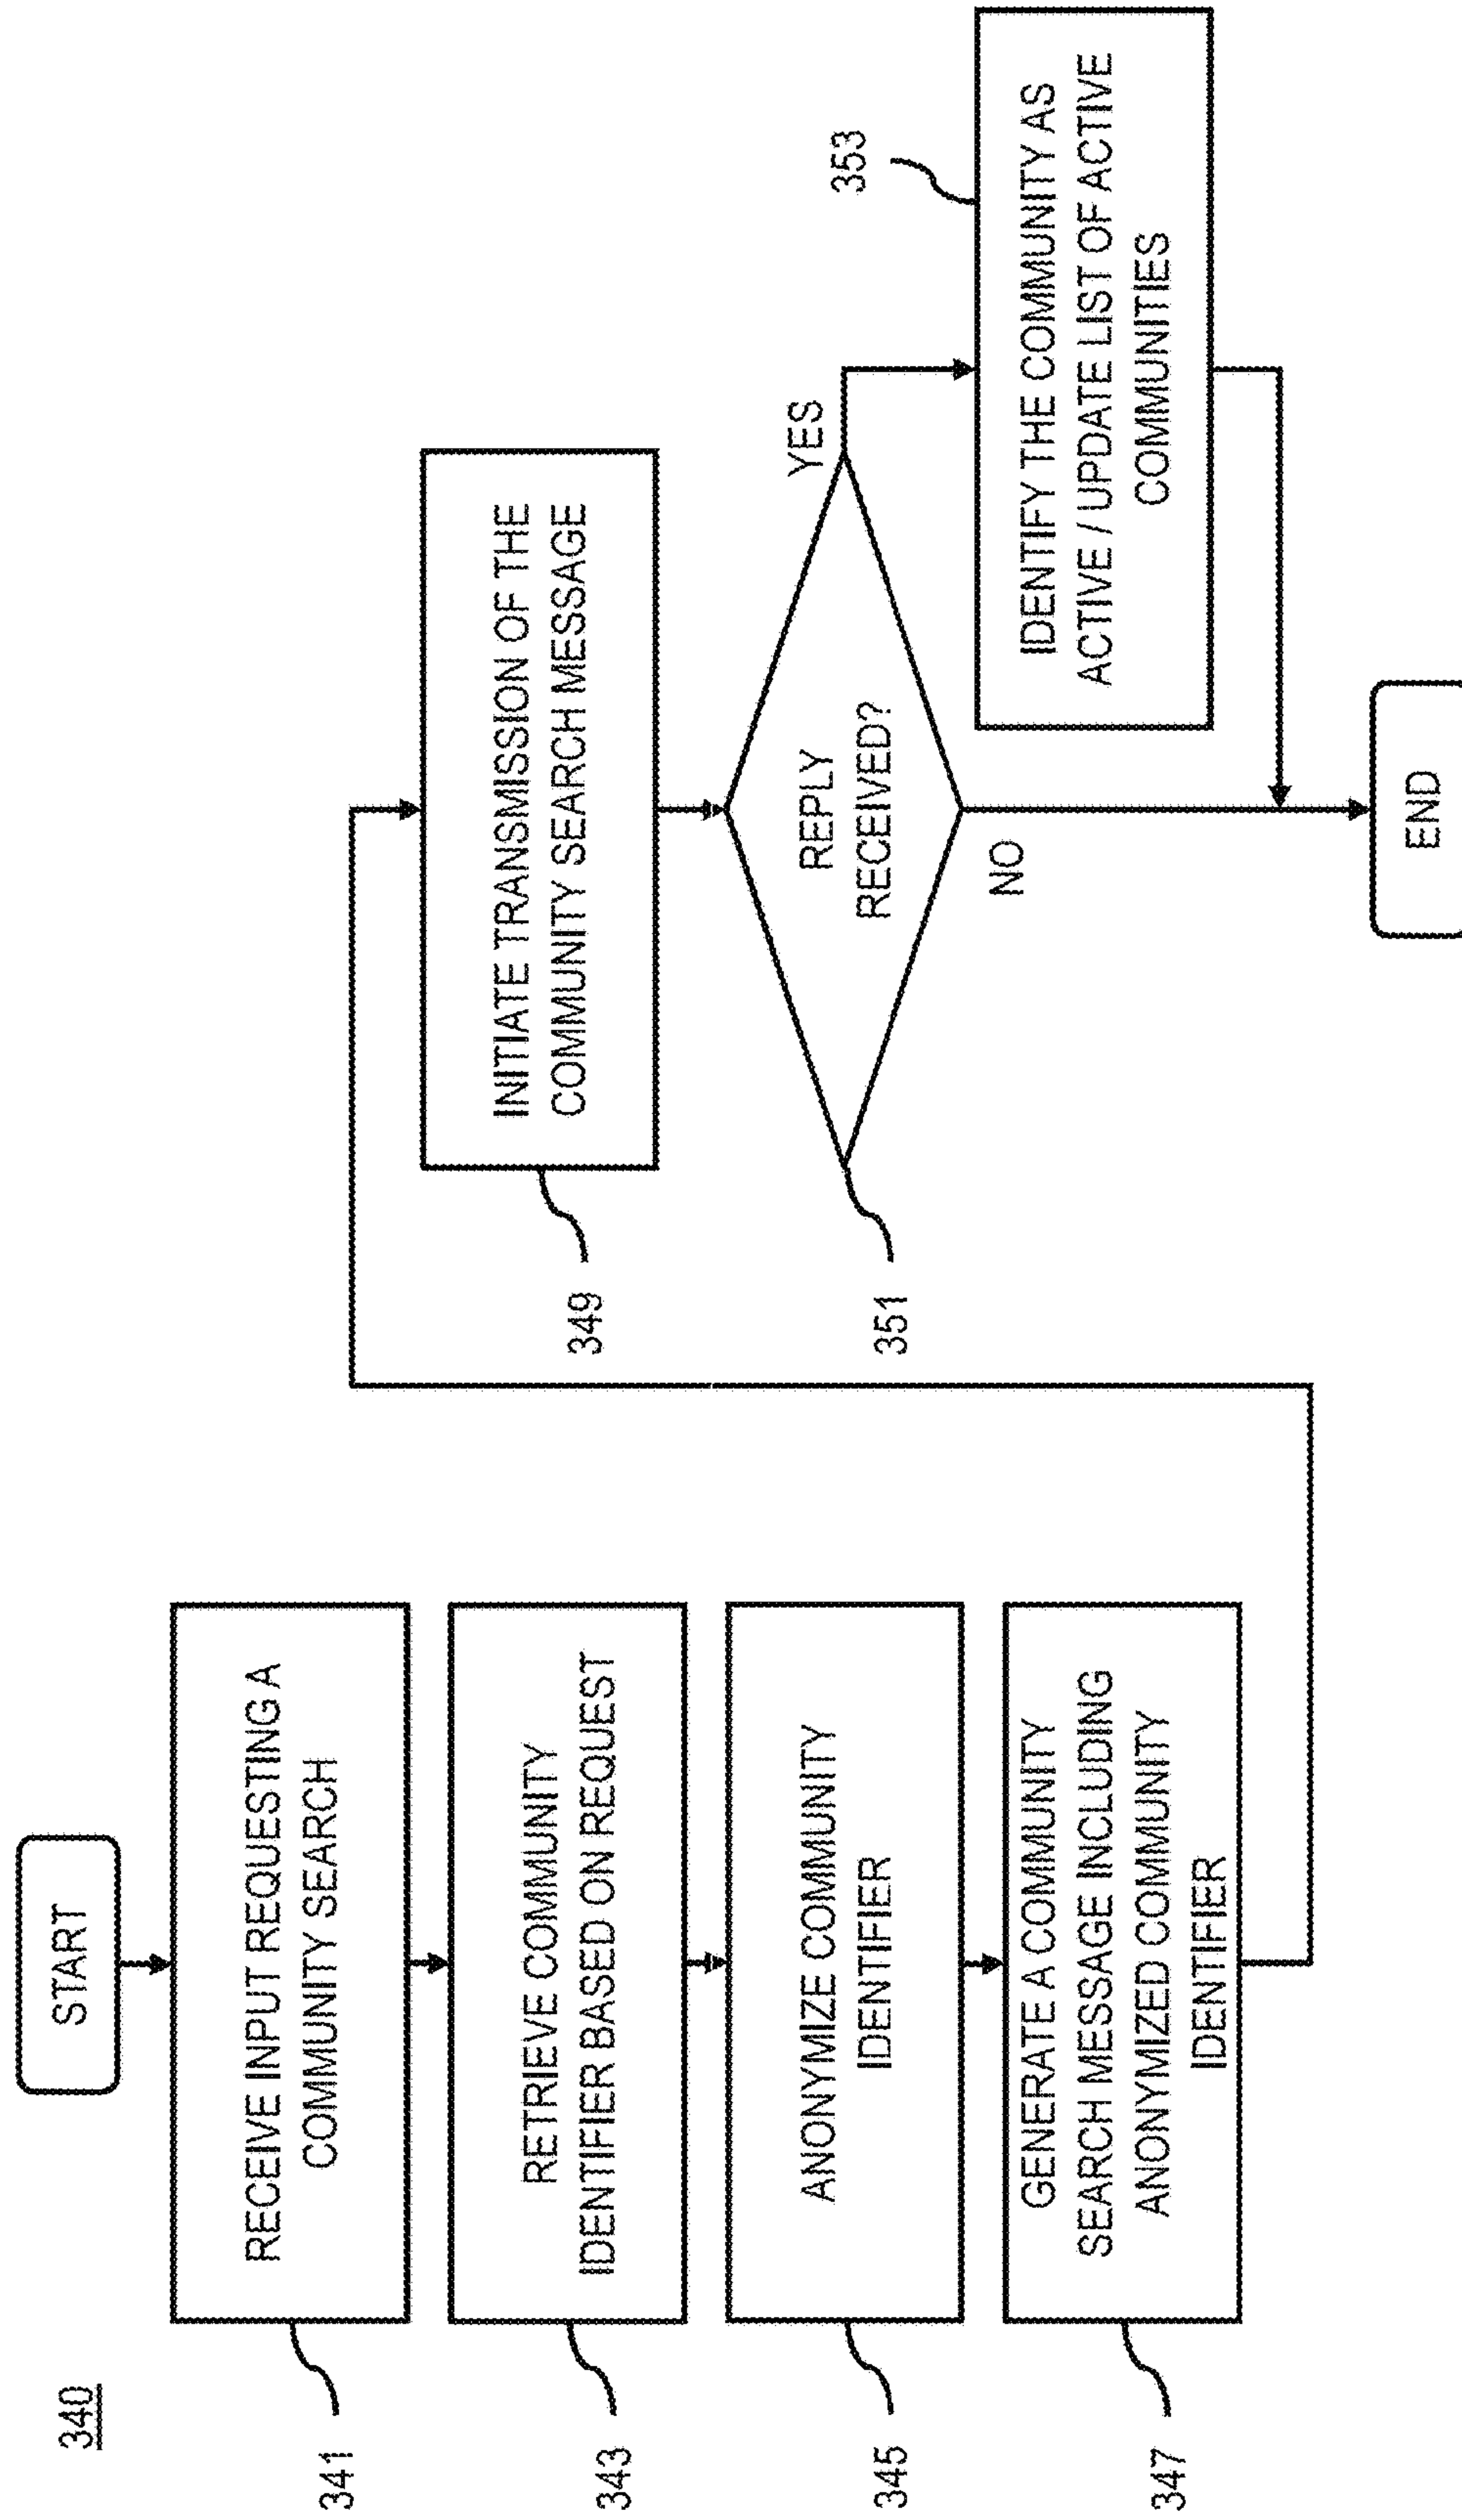 340
START
341
RECEIVE INPUT REQUESTING A
COMMUNITY SEARCH
343
RETRIEVE COMMUNITY
IDENTIFIER BASED ON REQUEST
345
ANONYMIZE COMMUNITY
IDENTIFIER
347
GENERATE A COMMUNITY
SEARCH MESSAGE INCLUDING
ANONYMIZED COMMUNITY
IDENTIFIER
349
INITIATE TRANSMISSION OF THE
COMMUNITY SEARCH MESSAGE
351
REPLY
RECEIVED?
YES
NO
353
IDENTIFY THE COMMUNITY AS
ACTIVE / UPDATE LIST OF ACTIVE
COMMUNITIES
END